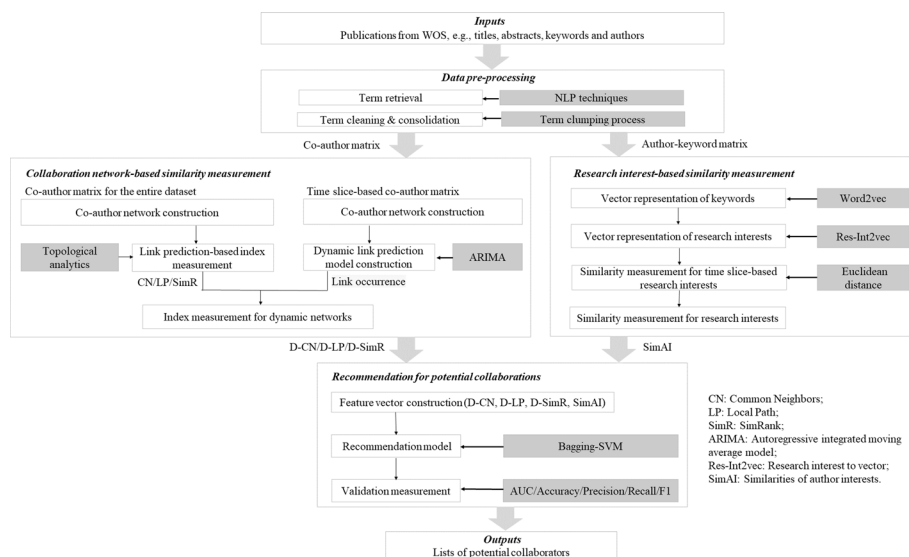 Inputs
Publications from WOS, e.g., titles, abstracts, keywords and authors
Data pre-processing
Term retrieval
NLP techniques
Term cleaning & consolidation
Term clumping process
Co-author matrix
Author-keyword matrix
Collaboration network-based similarity measurement
Co-author matrix for the entire dataset
Time slice-based co-author matrix
Co-author network construction
Co-author network construction
Topological
analytics
Link prediction-based index
measurement
Dynamic link prediction
model construction
ARIMA
CN/LP/SimR
Link occurrence
Index measurement for dynamic networks
Research interest-based similarity measurement
Vector representation of keywords
Word2vec
Vector representation of research interests
Res-Int2vec
Similarity measurement for time slice-based
research interests
Euclidean
distance
Similarity measurement for research interests
D-CN/D-LP/D-SimR
SimAI
Recommendation for potential collaborations
Feature vector construction (D-CN, D-LP, D-SimR, SimAI)
Recommendation model
Bagging-SVM
Validation measurement
AUC/Accuracy/Precision/Recall/F1
CN: Common Neighbors;
LP: Local Path;
SimR: SimRank;
ARIMA: Autoregressive integrated moving
average model;
Res-Int2vec: Research interest to vector;
SimAI: Similarities of author interests.
Outputs
Lists of potential collaborators